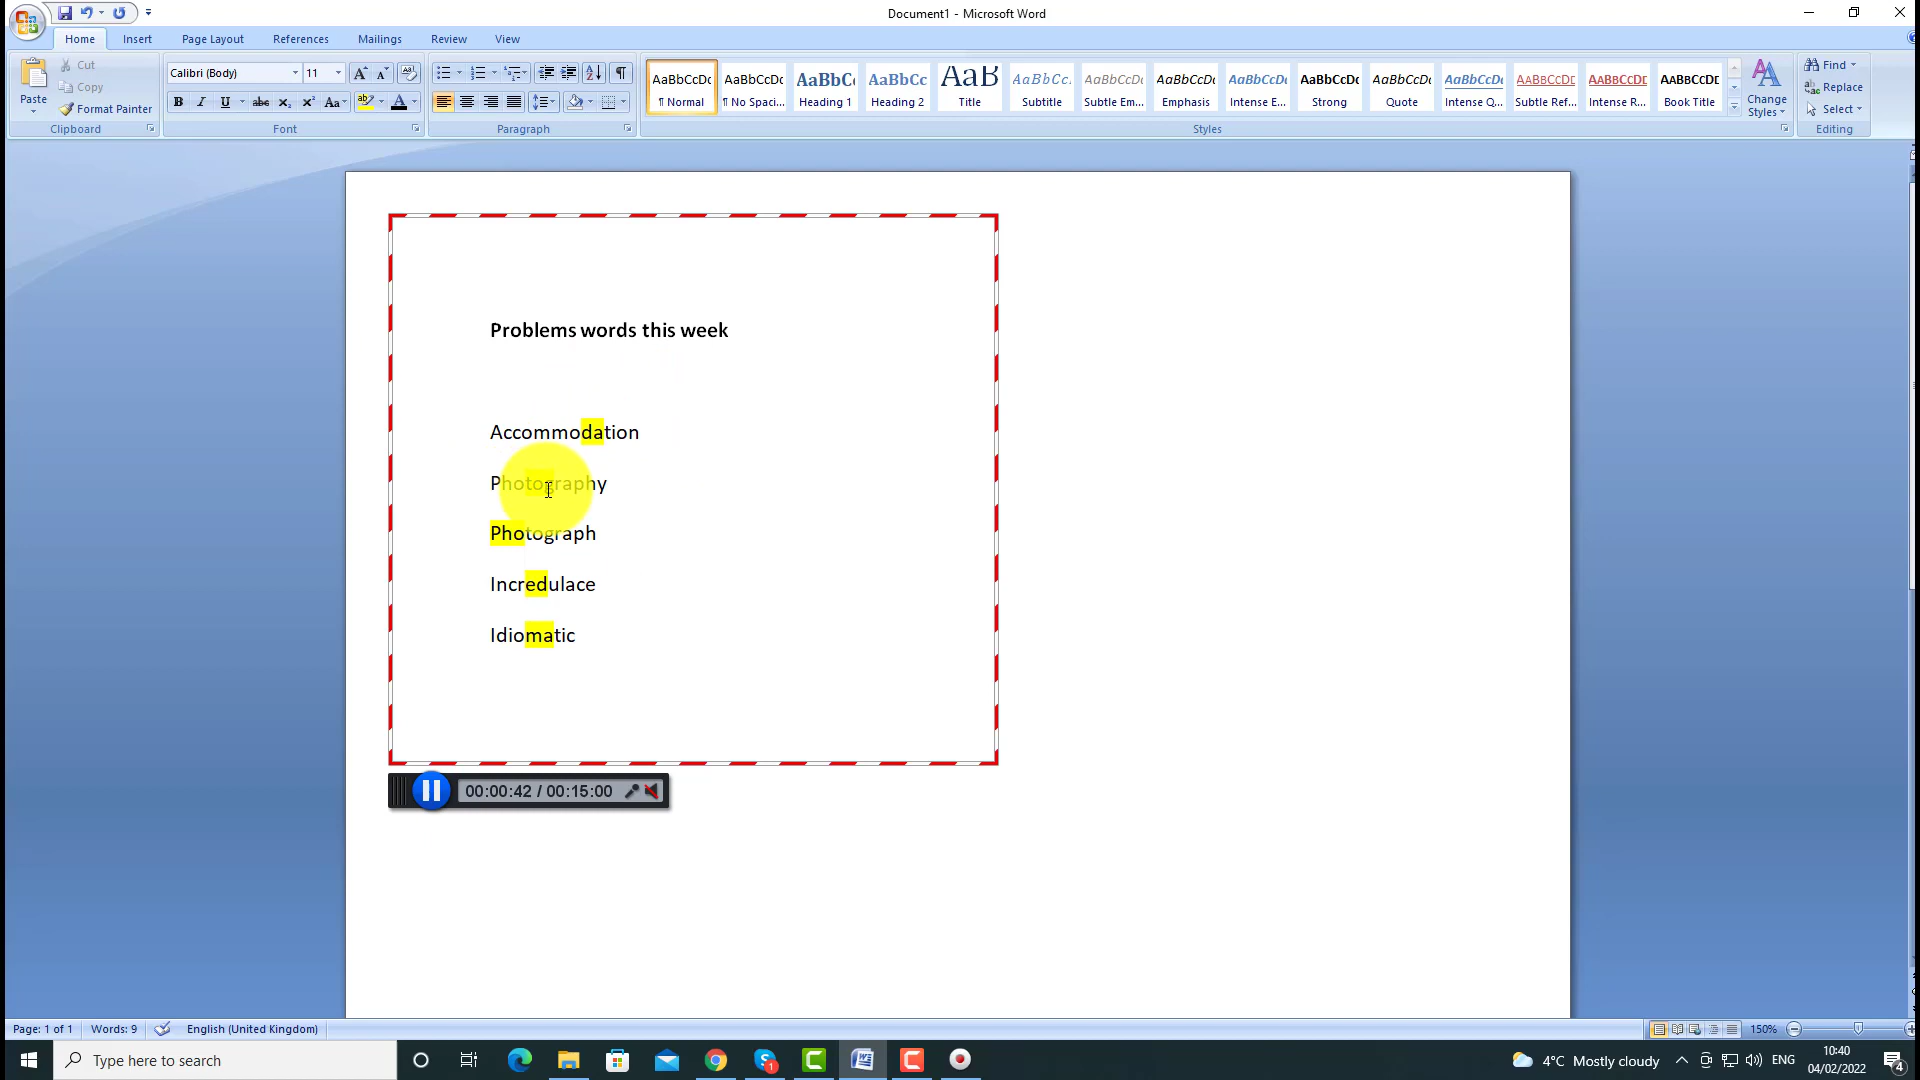 Document1 - Microsoft Word
Home Insert Page Layout References Mailings Review View
Paste
Cut
Copy
Format Painter
Clipboard
Calibri (Body) 11
Font
Paragraph
AaBbCcDc AaBbCcDc AaBbC AaBbCc AaB AaBbCc. AaBbCcDc AaBbCcDc AaBbCcDc AaBbCcDc AaBbCcDc AaBbCcDc AABBCCDC AABBCCDC AABBCCDC
¶ Normal ¶ No Spaci... Heading 1 Heading 2 Title Subtitle Subtle Em... Emphasis Intense E... Strong Quote Intense Q... Subtle Ref... Intense R... Book Title
Change
Styles
Styles
Find
Replace
Select
Editing
Problems words this week
Accommodation
Photography
Photograph
Incredulace
Idiomatic
00:00:42 / 00:15:00
Page: 1 of 1 Words: 9 English (United Kingdom) 150%
Type here to search
4°C Mostly cloudy ENG 10:40
04/02/2022